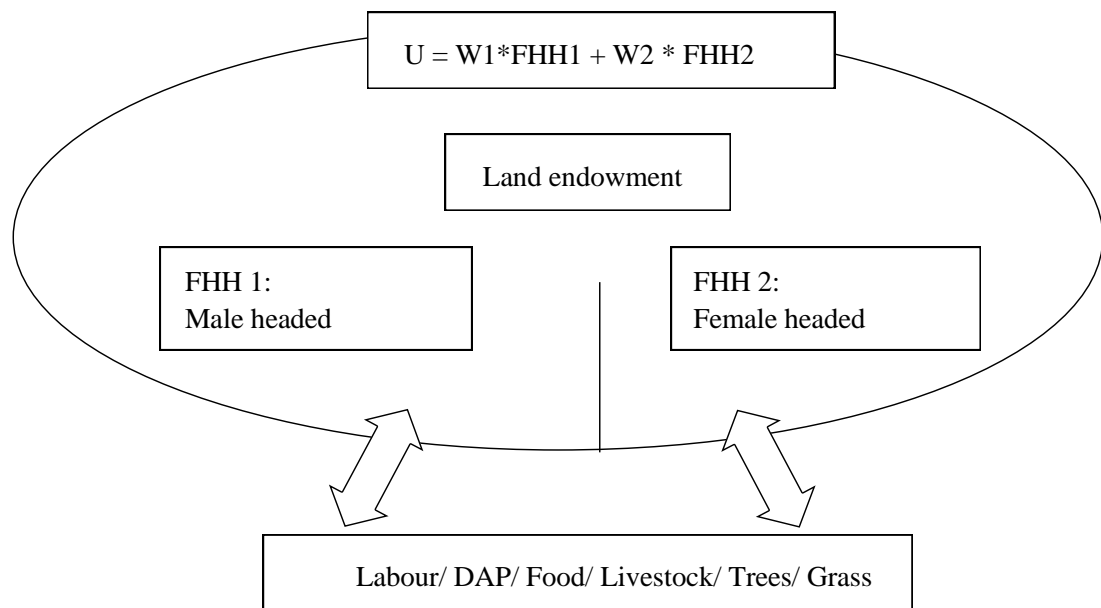 U = W1*FHH1 + W2 * FHH2
Land endowment
FHH 1:
Male headed
FHH 2:
Female headed
Labour/ DAP/ Food/ Livestock/ Trees/ Grass